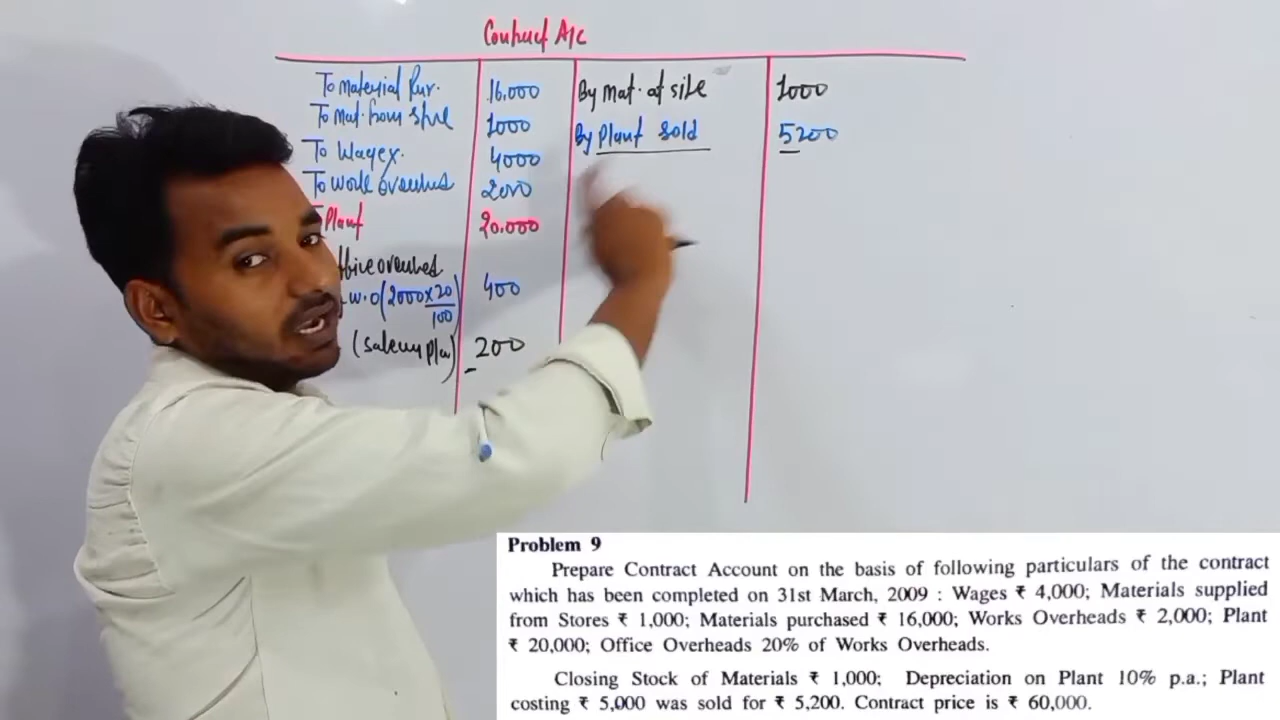 Contract A/c
To Material Pur. 16,000 By Mat. at site 1000
To Mat. from store 1000 By Plant sold 5200
To Wages. 4000
To Work overhead 2000
Plant 20,000
ffice overhead
W.O (2000 x 20/100) 400
200
Problem 9
Prepare Contract Account on the basis of following particulars of the contract
which has been completed on 31st March, 2009 : Wages ₹ 4,000; Materials supplied
from Stores ₹ 1,000; Materials purchased ₹ 16,000; Works Overheads ₹ 2,000; Plant
₹ 20,000; Office Overheads 20% of Works Overheads.
Closing Stock of Materials ₹ 1,000; Depreciation on Plant 10% p.a.; Plant
costing ₹ 5,000 was sold for ₹ 5,200. Contract price is ₹ 60,000.